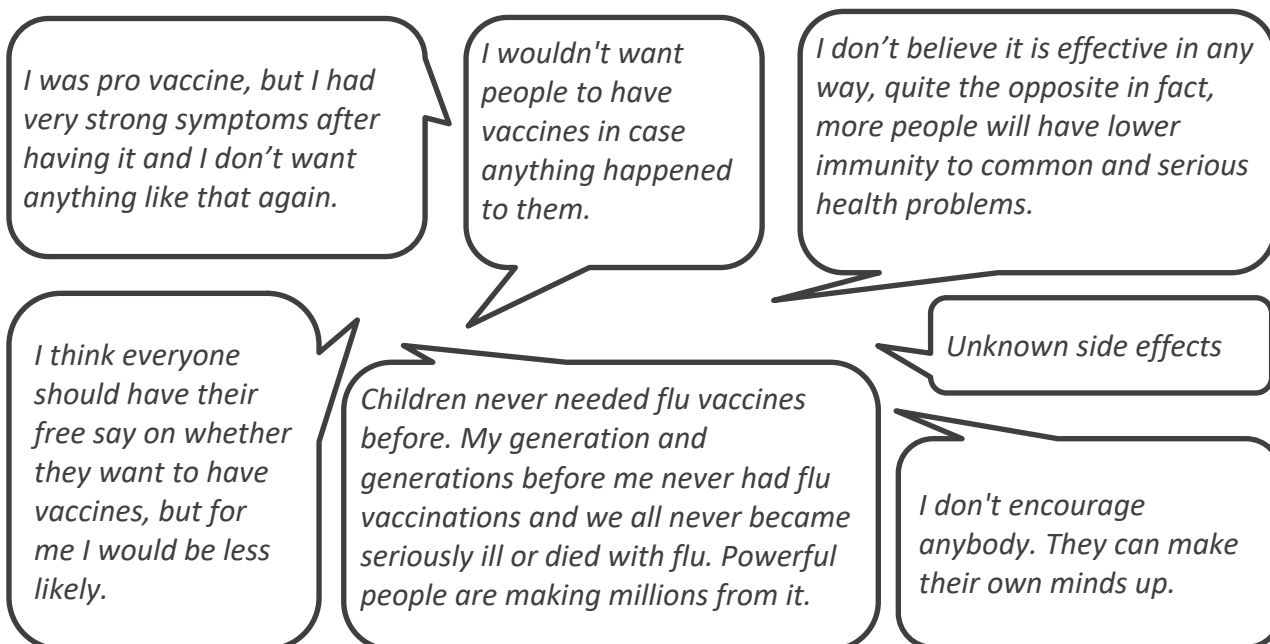 I was pro vaccine, but I had
very strong symptoms after
having it and I don’t want
anything like that again.
I wouldn't want
people to have
vaccines in case
anything happened
to them.
I don’t believe it is effective in any
way, quite the opposite in fact,
more people will have lower
immunity to common and serious
health problems.
I think everyone
should have their
free say on whether
they want to have
vaccines, but for
me I would be less
likely.
Children never needed flu vaccines
before. My generation and
generations before me never had flu
vaccinations and we all never became
seriously ill or died with flu. Powerful
people are making millions from it.
Unknown side effects
I don't encourage
anybody. They can make
their own minds up.